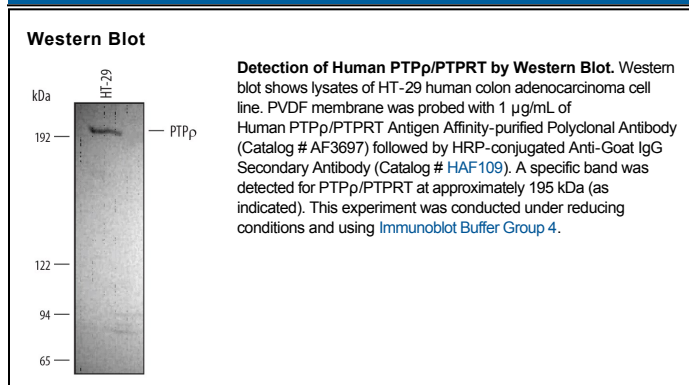 Western Blot
kDa
HT-29
192
PTPρ
122
94
65
Detection of Human PTPρ/PTPRT by Western Blot. Western
blot shows lysates of HT-29 human colon adenocarcinoma cell
line. PVDF membrane was probed with 1 µg/mL of
Human PTPρ/PTPRT Antigen Affinity-purified Polyclonal Antibody
(Catalog # AF3697) followed by HRP-conjugated Anti-Goat IgG
Secondary Antibody (Catalog # HAF109). A specific band was
detected for PTPρ/PTPRT at approximately 195 kDa (as
indicated). This experiment was conducted under reducing
conditions and using Immunoblot Buffer Group 4.